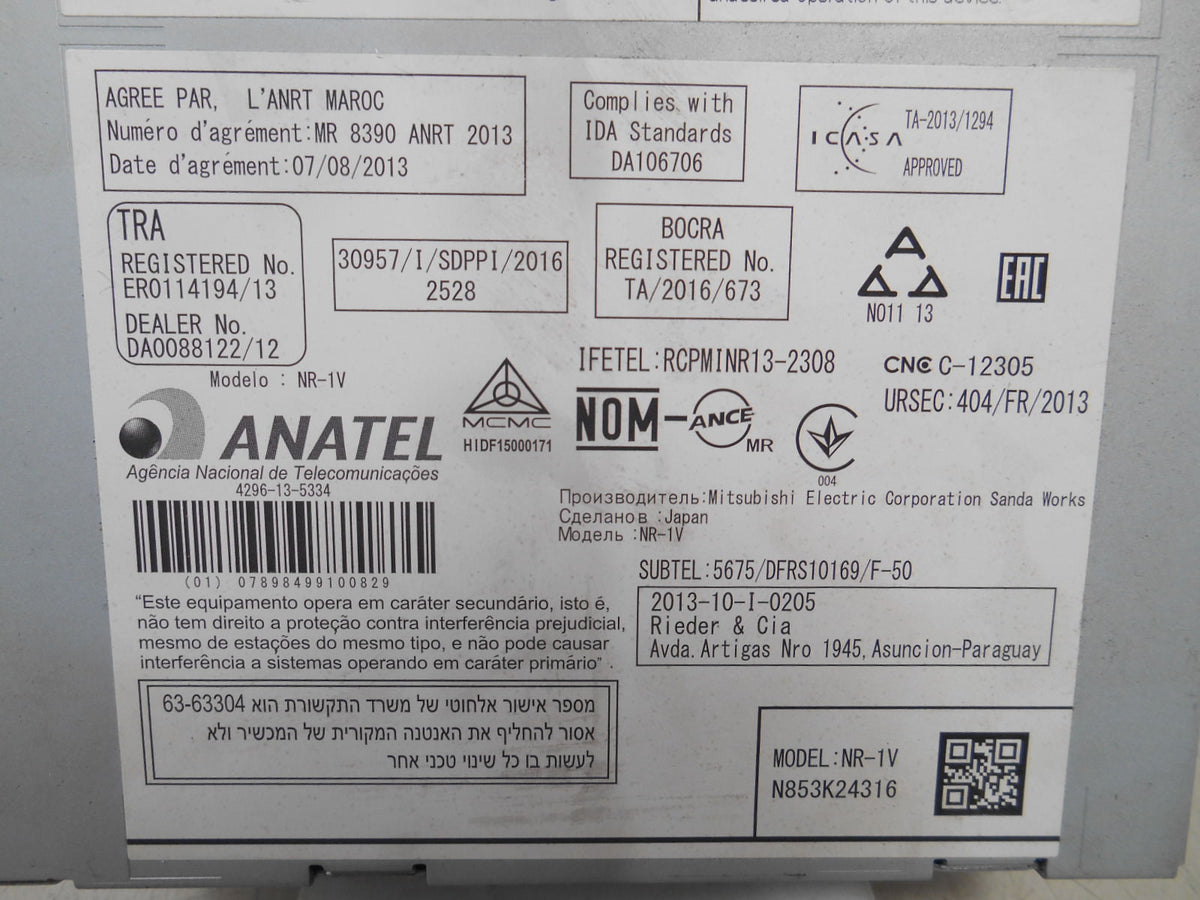 undesired operation of this device.
AGREE PAR, L'ANRT MAROC
Numéro d'agrément:MR 8390 ANRT 2013
Date d'agrément:07/08/2013
Complies with
IDA Standards
DA106706
ICASA
TA-2013/1294
APPROVED
TRA
REGISTERED No.
ER0114194/13
DEALER No.
DA0088122/12
30957/I/SDPPI/2016
2528
BOCRA
REGISTERED No.
TA/2016/673
N011 13
EAC
Modelo : NR-1V
ANATEL
Agência Nacional de Telecomunicações
4296-13-5334
(01) 07898499100829
MCMC
HIDF15000171
IFETEL:RCPMINR13-2308
NOM-ANCE
MR
004
CNC C-12305
URSEC:404/FR/2013
Производитель:Mitsubishi Electric Corporation Sanda Works
Сделанов :Japan
Модель :NR-1V
SUBTEL:5675/DFRS10169/F-50
2013-10-I-0205
Rieder & Cia
Avda. Artigas Nro 1945, Asuncion-Paraguay
“Este equipamento opera em caráter secundário, isto é,
não tem direito a proteção contra interferência prejudicial,
mesmo de estações do mesmo tipo, e não pode causar
interferência a sistemas operando em caráter primário” .
מספר אישור אלחוטי של משרד התקשורת הוא 63-63304
אסור להחליף את האנטנה המקורית של המכשיר ולא
לעשות בו כל שינוי טכני אחר
MODEL:NR-1V
N853K24316